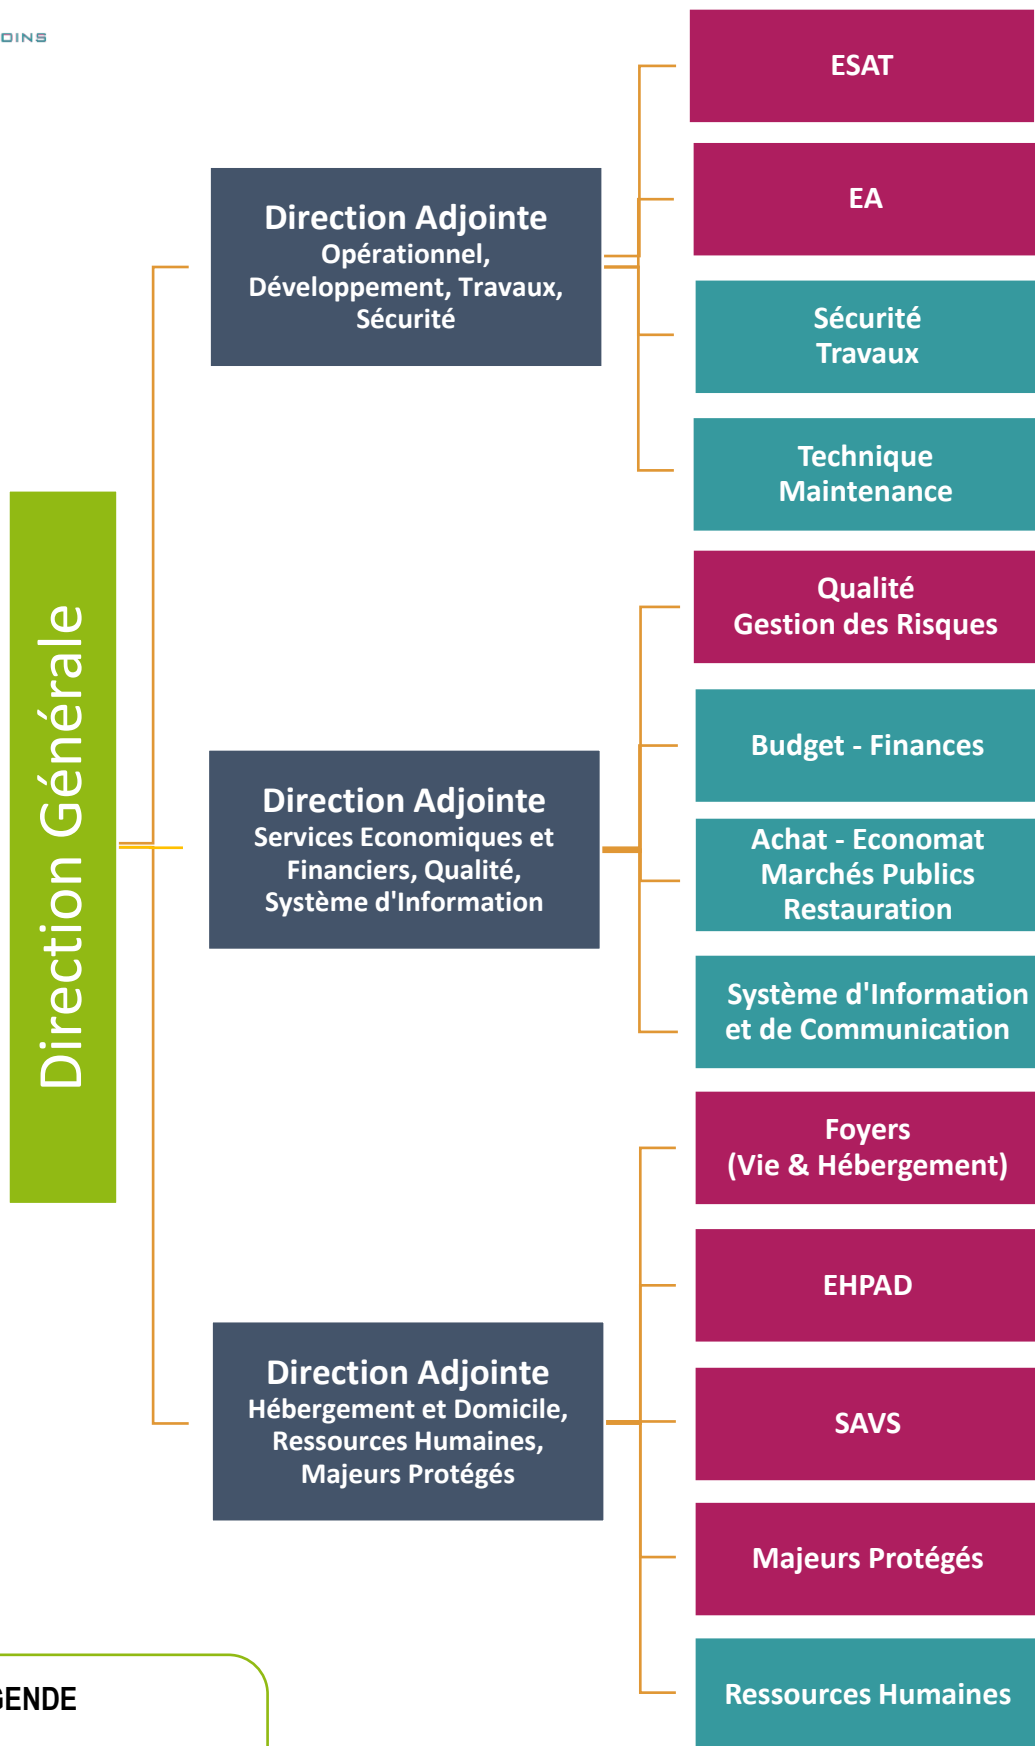 OINS
Direction Générale
Direction Adjointe
Opérationnel,
Développement, Travaux,
Sécurité
ESAT
EA
Sécurité
Travaux
Technique
Maintenance
Direction Adjointe
Services Economiques et
Financiers, Qualité,
Système d'Information
Qualité
Gestion des Risques
Budget - Finances
Achat - Economat
Marchés Publics
Restauration
Système d'Information
et de Communication
Direction Adjointe
Hébergement et Domicile,
Ressources Humaines,
Majeurs Protégés
Foyers
(Vie & Hébergement)
EHPAD
SAVS
Majeurs Protégés
Ressources Humaines
GENDE